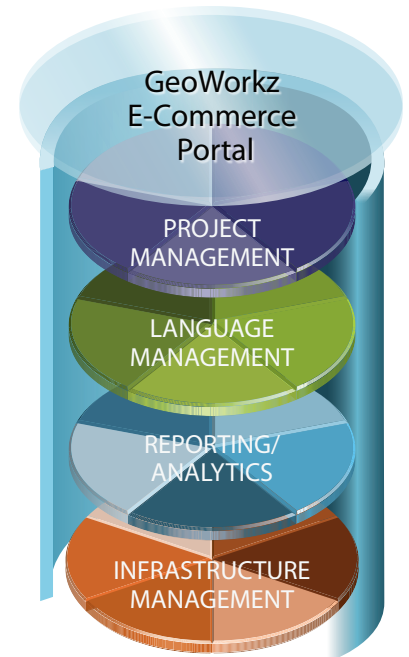 GeoWorkz
E-Commerce
Portal
PROJECT
MANAGEMENT
LANGUAGE
MANAGEMENT
REPORTING/
ANALYTICS
INFRASTRUCTURE
MANAGEMENT